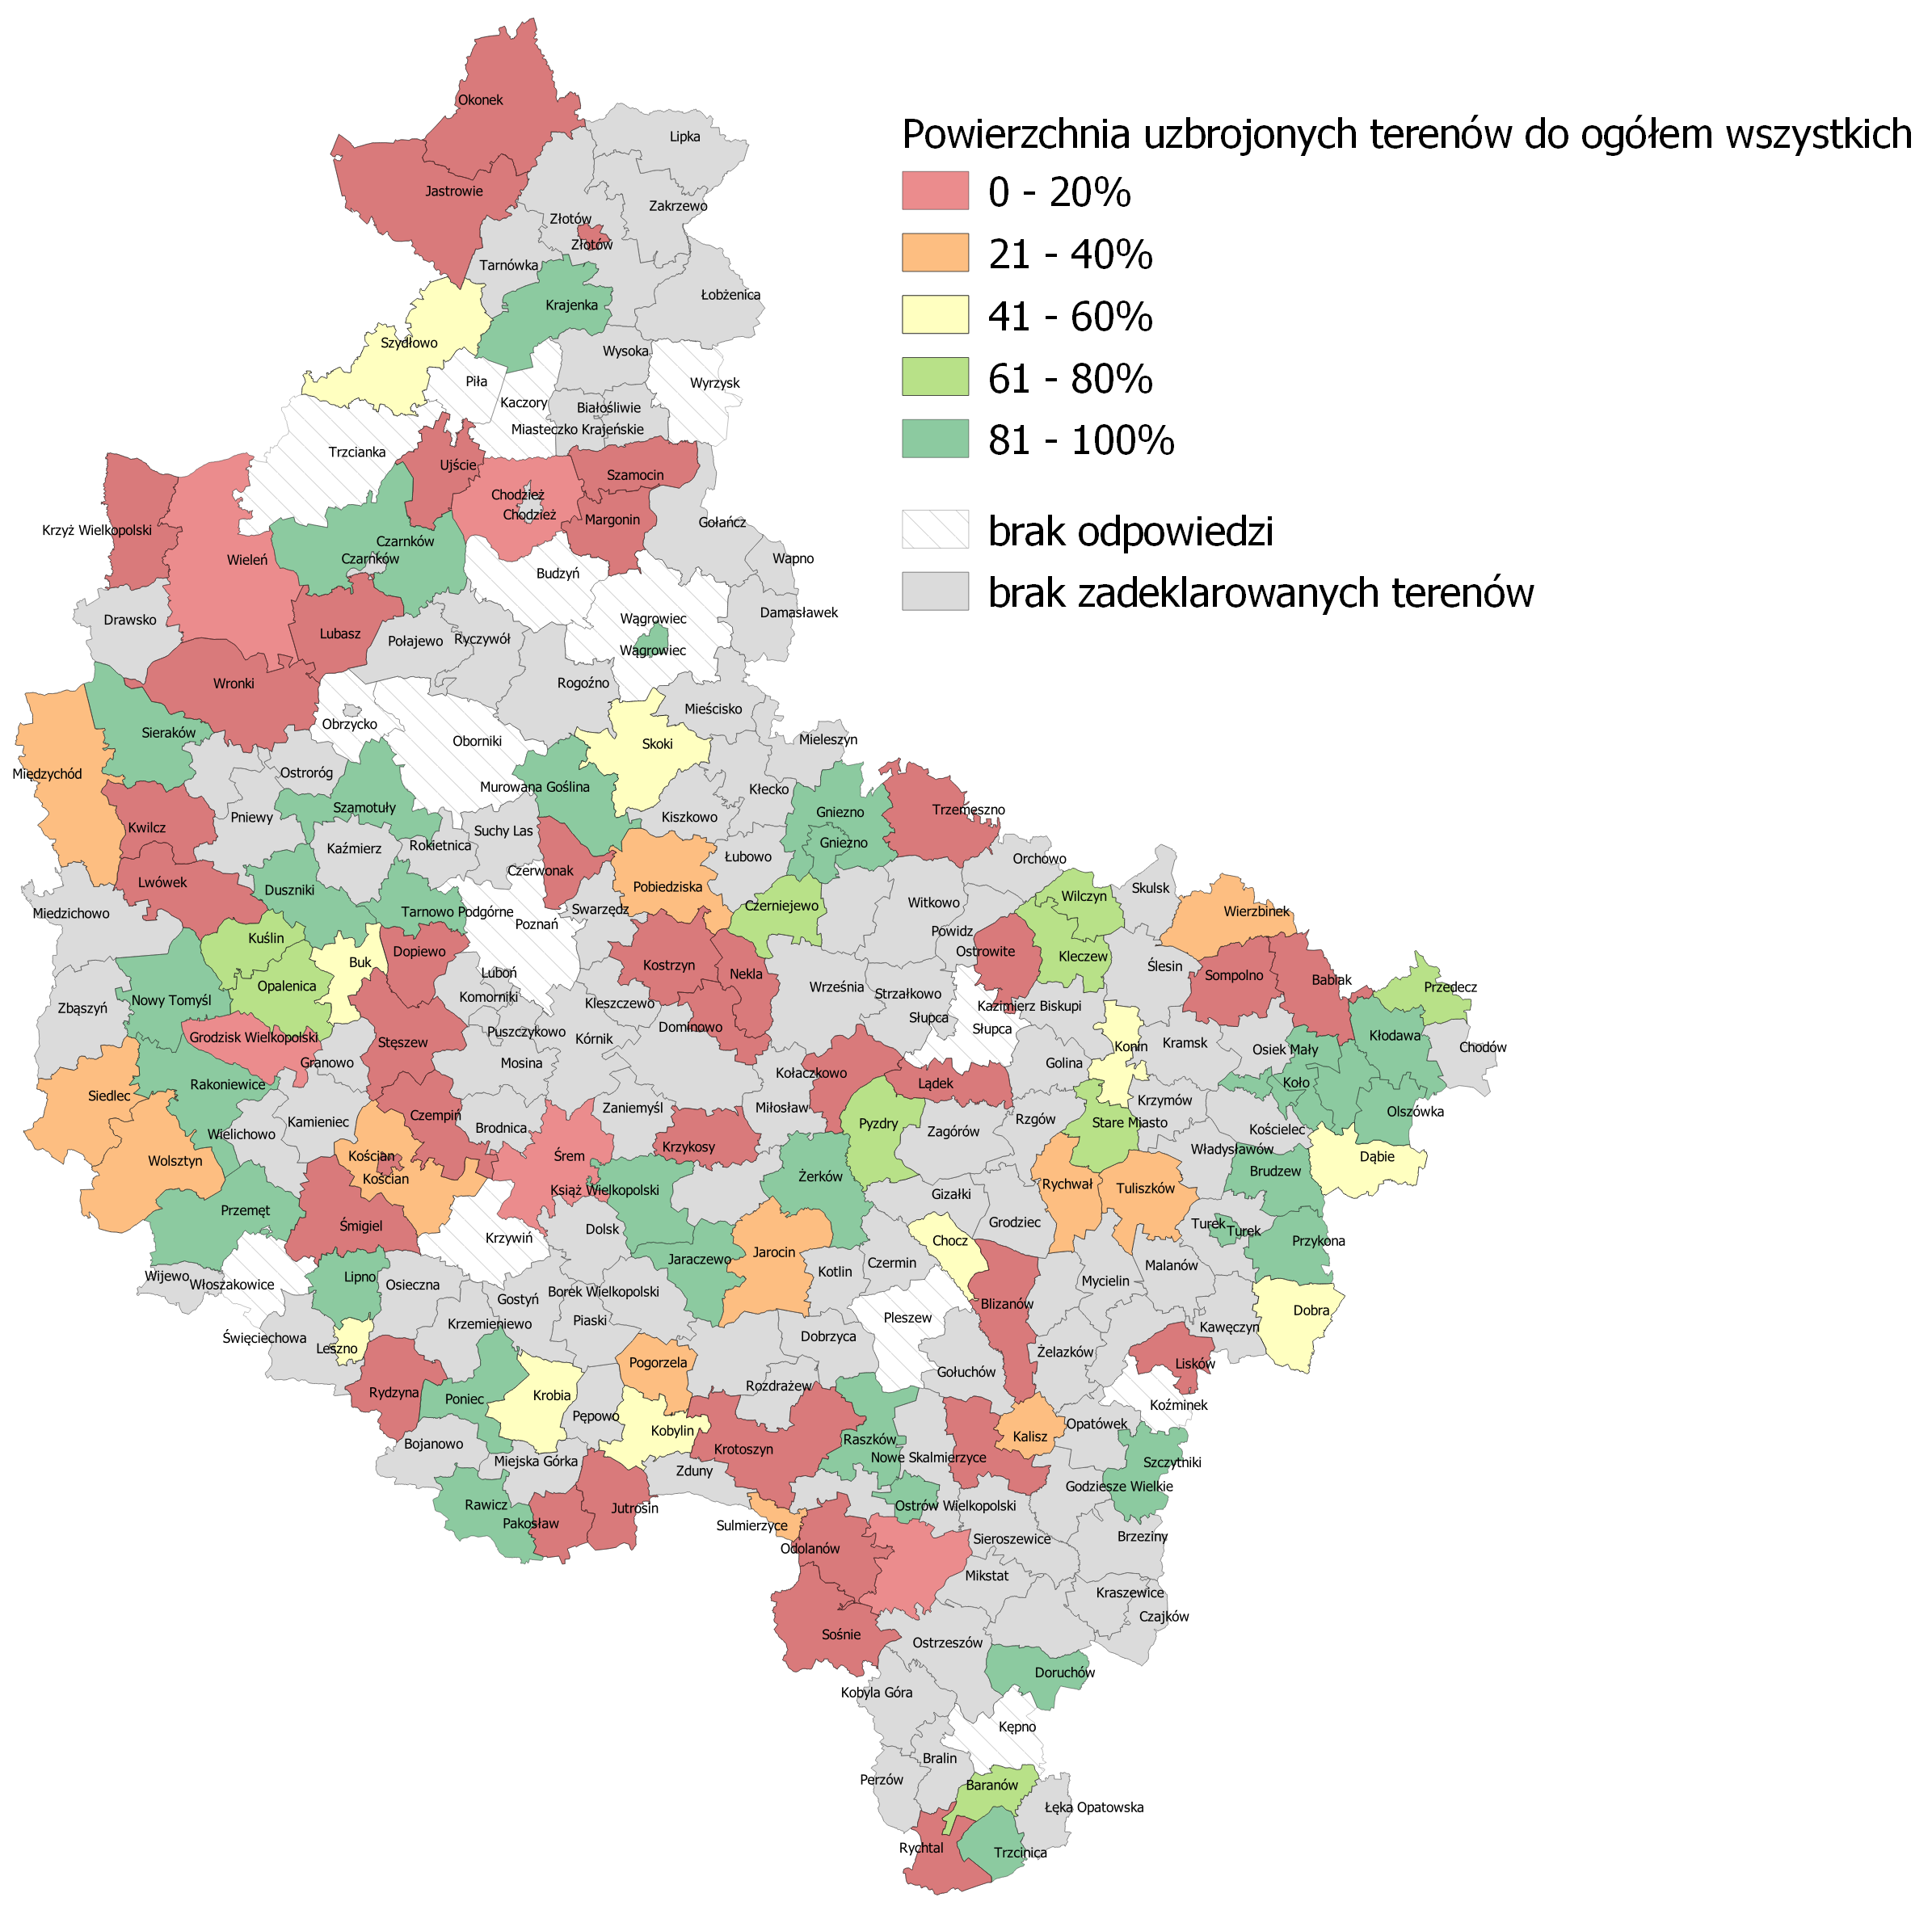 Powierzchnia uzbrojonych terenów do ogółem wszystkich
0 - 20%
21 - 40%
41 - 60%
61 - 80%
81 - 100%
brak odpowiedzi
brak zadeklarowanych terenów
Okonek
Lipka
Jastrowie
Zakrzewo
Złotów
Złotów
Tarnówka
Łobżenica
Krajenka
Szydłowo
Wysoka
Piła
Wyrzysk
Kaczory
Białośliwie
Miasteczko Krajeńskie
Trzcianka
Ujście
Szamocin
Chodzież
Chodzież
Margonin
Gołańcz
Krzyż Wielkopolski
Czarnków
Czarnków
Wieleń
Wapno
Budzyń
Damasławek
Drawsko
Wągrowiec
Lubasz
Połajewo
Ryczywół
Wągrowiec
Wronki
Rogoźno
Mieścisko
Obrzycko
Sieraków
Oborniki
Skoki
Mieleszyn
Międzychód
Ostroróg
Murowana Goślina
Kłecko
Szamotuły
Trzemeszno
Gniezno
Pniewy
Kiszkowo
Kwilcz
Suchy Las
Gniezno
Kaźmierz
Rokietnica
Łubowo
Orchowo
Czerwonak
Lwówek
Duszniki
Pobiedziska
Skulsk
Wilczyn
Witkowo
Czerniejewo
Swarzędz
Miedzichowo
Tarnowo Podgórne
Wierzbinek
Poznań
Powidz
Kuślin
Dopiewo
Ostrowite
Kleczew
Buk
Kostrzyn
Ślesin
Luboń
Nekla
Sompolno
Babiak
Opalenica
Września
Przedecz
Komorniki
Strzałkowo
Nowy Tomyśl
Kleszczewo
Kazimierz Biskupi
Zbąszyń
Słupca
Dominowo
Słupca
Puszczykowo
Grodzisk Wielkopolski
Kórnik
Kłodawa
Stęszew
Konin
Kramsk
Osiek Mały
Chodów
Granowo
Mosina
Golina
Kołaczkowo
Rakoniewice
Lądek
Koło
Siedlec
Krzymów
Zaniemyśl
Miłosław
Olszówka
Czempiń
Kamieniec
Brodnica
Pyzdry
Zagórów
Rzgów
Stare Miasto
Kościelec
Wielichowo
Krzykosy
Władysławów
Kościan
Śrem
Dąbie
Wolsztyn
Kościan
Żerków
Brudzew
Książ Wielkopolski
Rychwał
Tuliszków
Gizałki
Przemęt
Śmigiel
Dolsk
Grodziec
Turek
Turek
Krzywiń
Chocz
Przykona
Jarocin
Jaraczewo
Czermin
Kotlin
Malanów
Wijewo
Włoszakowice
Lipno
Osieczna
Mycielin
Borek Wielkopolski
Gostyń
Blizanów
Dobra
Pleszew
Krzemieniewo
Piaski
Kawęczyn
Święciechowa
Dobrzyca
Leszno
Żelazków
Pogorzela
Lisków
Gołuchów
Rydzyna
Poniec
Krobia
Rozdrażew
Koźminek
Pępowo
Opatówek
Kobylin
Kalisz
Bojanowo
Krotoszyn
Raszków
Miejska Górka
Nowe Skalmierzyce
Szczytniki
Zduny
Godziesze Wielkie
Rawicz
Jutrosin
Ostrów Wielkopolski
Pakosław
Sulmierzyce
Brzeziny
Sieroszewice
Odolanów
Mikstat
Kraszewice
Czajków
Sośnie
Ostrzeszów
Doruchów
Kobyla Góra
Kępno
Bralin
Perzów
Baranów
Łęka Opatowska
Rychtal
Trzcinica